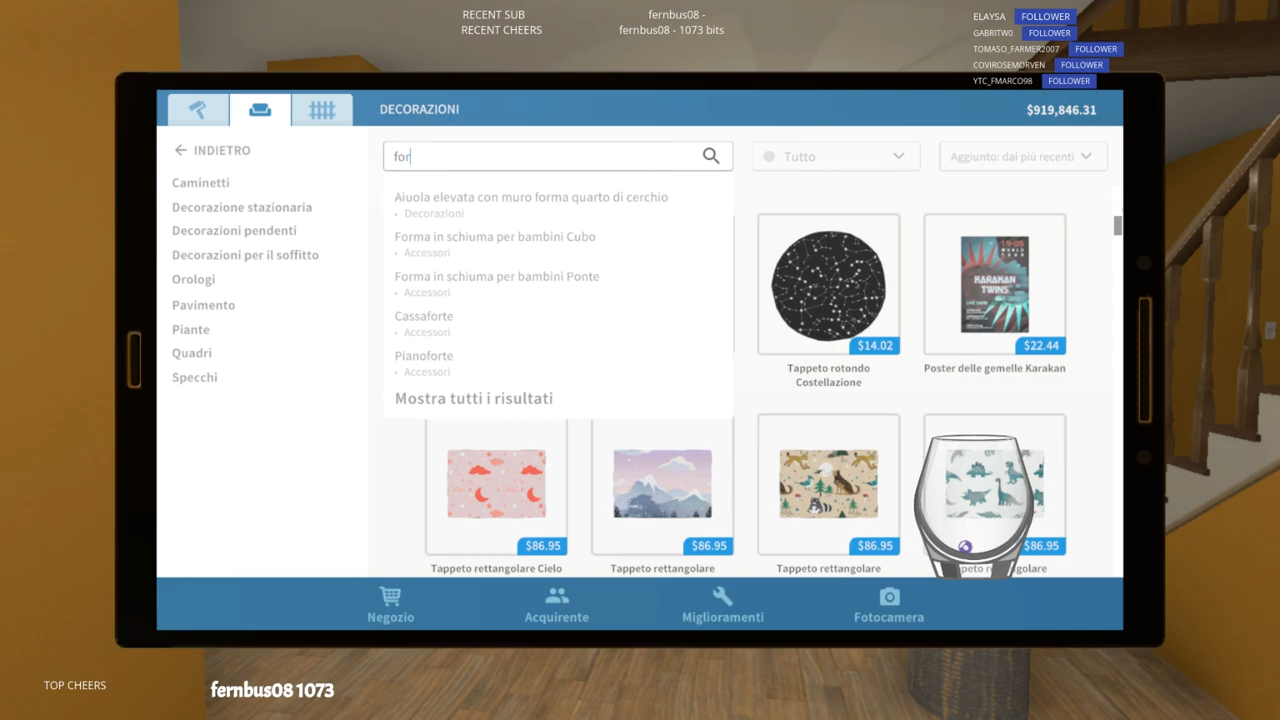 RECENT SUB
RECENT CHEERS
fernbus08 -
fernbus08 - 1073 bits
ELAYSA FOLLOWER
GABRITW0 FOLLOWER
TOMASO_FARMER2007 FOLLOWER
COVIROSEMORVEN FOLLOWER
YTC_FMARCO98 FOLLOWER
DECORAZIONI
$919,846.31
INDIETRO
Caminetti
Decorazione stazionaria
Decorazioni pendenti
Decorazioni per il soffitto
Orologi
Pavimento
Piante
Quadri
Specchi
for
Tutto
Aggiunto: dai più recenti
Aiuola elevata con muro forma quarto di cerchio
• Decorazioni
Forma in schiuma per bambini Cubo
• Accessori
Forma in schiuma per bambini Ponte
• Accessori
Cassaforte
• Accessori
Pianoforte
• Accessori
Mostra tutti i risultati
$14.02
Tappeto rotondo
Costellazione
KARAKAN
TWINS
$22.44
Poster delle gemelle Karakan
$86.95
Tappeto rettangolare Cielo
$86.95
Tappeto rettangolare
$86.95
Tappeto rettangolare
$86.95
Negozio
Acquirente
Miglioramenti
Fotocamera
TOP CHEERS
fernbus08 1073